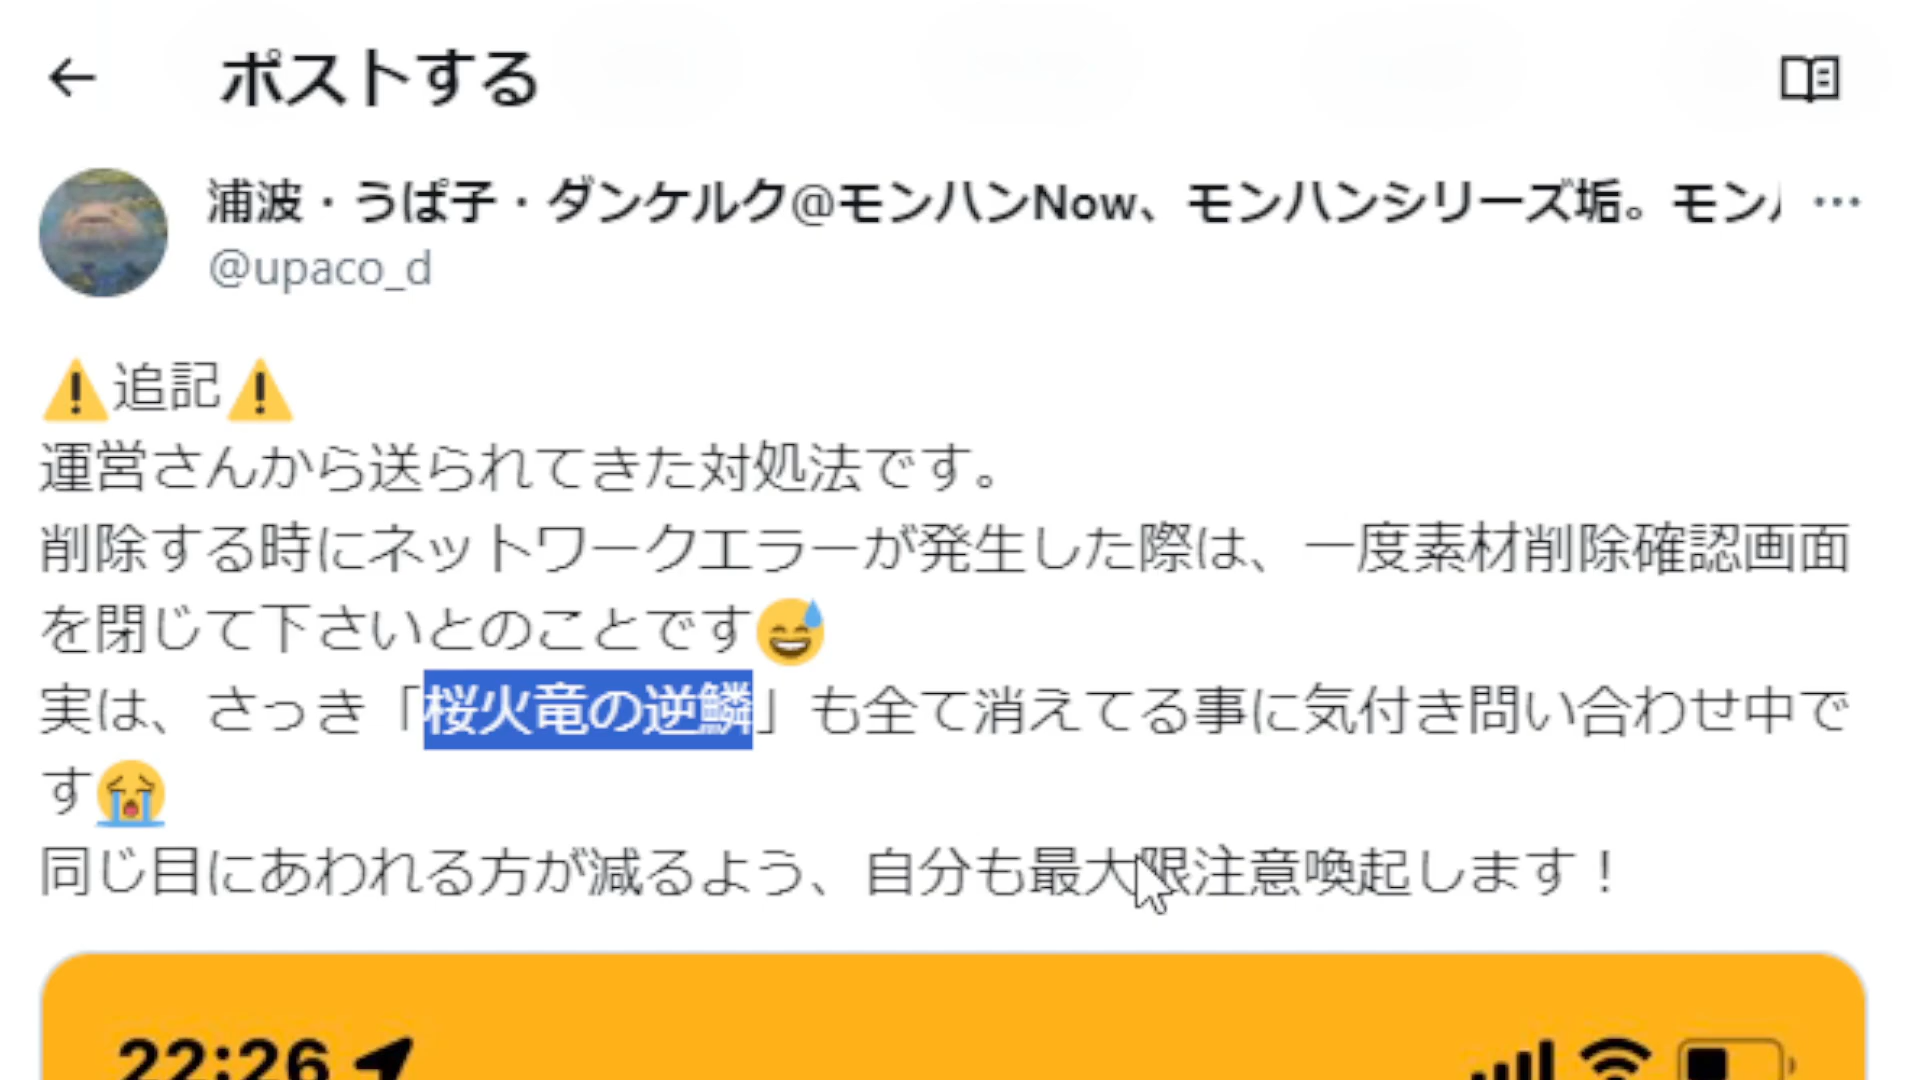 ポストする
浦波・うぱ子・ダンケルク@モンハンNow、モンハンシリーズ垢。モン
@upaco_d
⚠️追記⚠️
運営さんから送られてきた対処法です。
削除する時にネットワークエラーが発生した際は、一度素材削除確認画面
を閉じて下さいとのことです😅
実は、さっき「桜火竜の逆鱗」も全て消えてる事に気付き問い合わせ中で
す😭
同じ目にあわれる方が減るよう、自分も最大限注意喚起します！
22:26